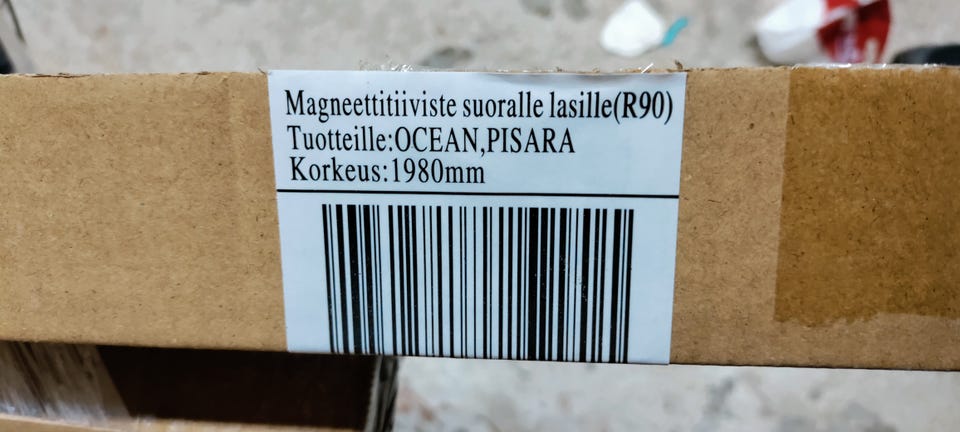 Magneettitiiviste suoralle lasille(R90)
Tuotteille:OCEAN,PISARA
Korkeus:1980mm